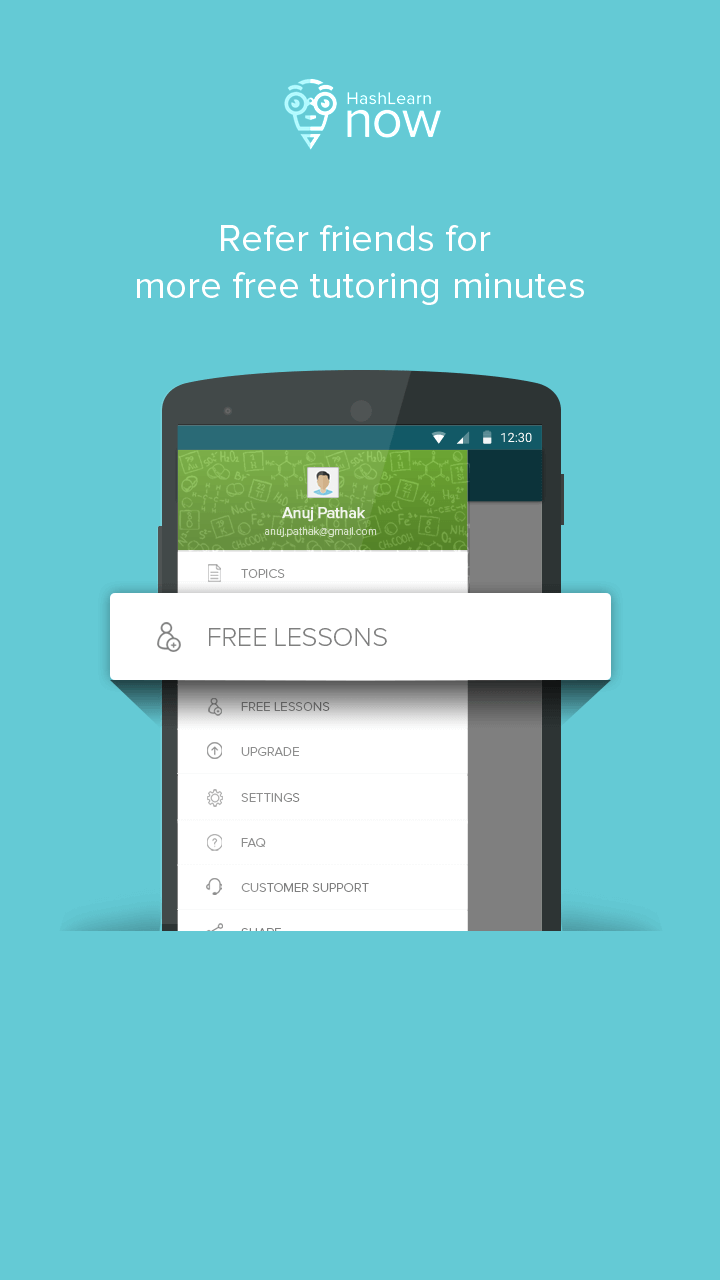 HashLearn
now
Refer friends for
more free tutoring minutes
12:30
Anuj Pathak
anuj.pathak@gmail.com
TOPICS
FREE LESSONS
FREE LESSONS
UPGRADE
SETTINGS
FAQ
CUSTOMER SUPPORT
SHARE